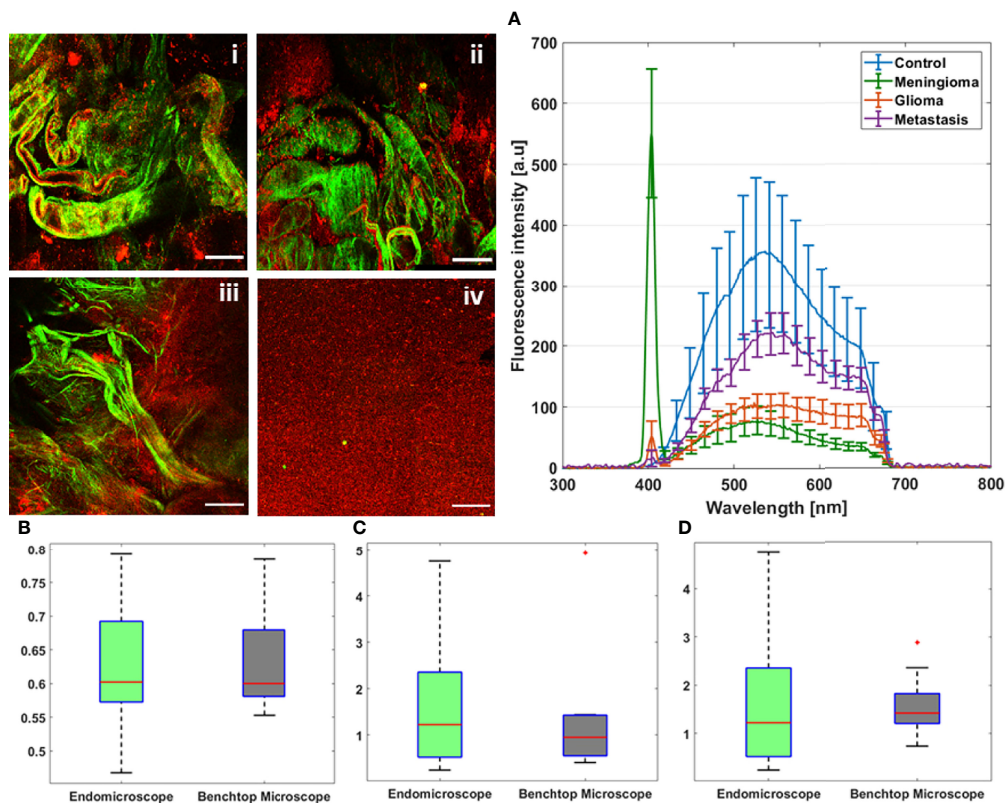 A
i
ii
iii
iv
700
600
500
400
300
200
100
0
300
400
500
600
700
800
Fluorescence intensity [a.u]
Wavelength [nm]
Control
Meningioma
Glioma
Metastasis
B
0.8
0.75
0.7
0.65
0.6
0.55
0.5
Endomicroscope
Benchtop Microscope
C
5
4
3
2
1
Endomicroscope
Benchtop Microscope
D
4
3
2
1
Endomicroscope
Benchtop Microscope